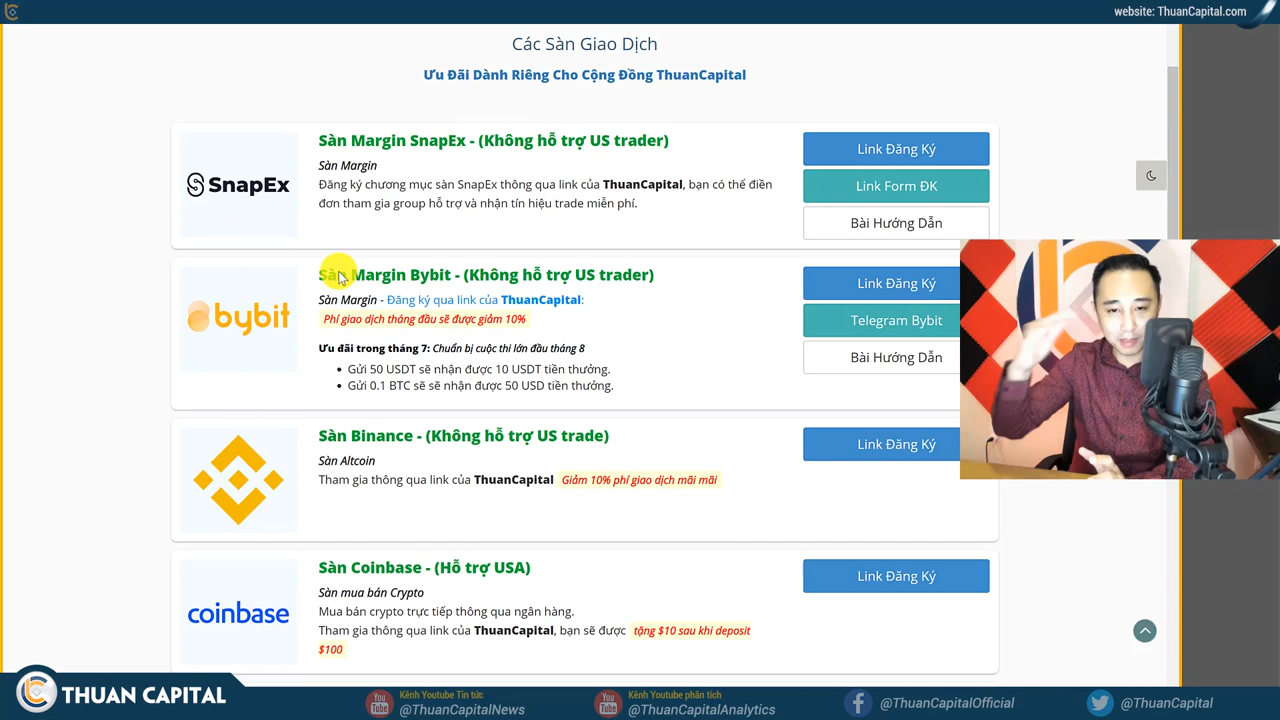 website: ThuanCapital.com
Các Sàn Giao Dịch
Ưu Đãi Dành Riêng Cho Cộng Đồng ThuanCapital
SnapEx
Sàn Margin SnapEx - (Không hỗ trợ US trader)
Sàn Margin
Đăng ký chương mục sàn SnapEx thông qua link của ThuanCapital, bạn có thể điền
đơn tham gia group hỗ trợ và nhận tín hiệu trade miễn phí.
Link Đăng Ký
Link Form ĐK
Bài Hướng Dẫn
bybit
Sàn Margin Bybit - (Không hỗ trợ US trader)
Sàn Margin - Đăng ký qua link của ThuanCapital:
Phí giao dịch tháng đầu sẽ được giảm 10%
Ưu đãi trong tháng 7: Chuẩn bị cuộc thi lớn đầu tháng 8
Gửi 50 USDT sẽ nhận được 10 USDT tiền thưởng.
Gửi 0.1 BTC sẽ sẽ nhận được 50 USD tiền thưởng.
Link Đăng Ký
Telegram Bybit
Bài Hướng Dẫn
Sàn Binance - (Không hỗ trợ US trade)
Sàn Altcoin
Tham gia thông qua link của ThuanCapital Giảm 10% phí giao dịch mãi mãi
Link Đăng Ký
coinbase
Sàn Coinbase - (Hỗ trợ USA)
Sàn mua bán Crypto
Mua bán crypto trực tiếp thông qua ngân hàng.
Tham gia thông qua link của ThuanCapital, bạn sẽ được tặng $10 sau khi deposit
$100
Link Đăng Ký
THUAN CAPITAL
You Tube
Kênh Youtube Tin tức
@ThuanCapitalNews
You Tube
Kênh Youtube phân tích
@ThuanCapitalAnalytics
@ThuanCapitalOfficial
@ThuanCapital